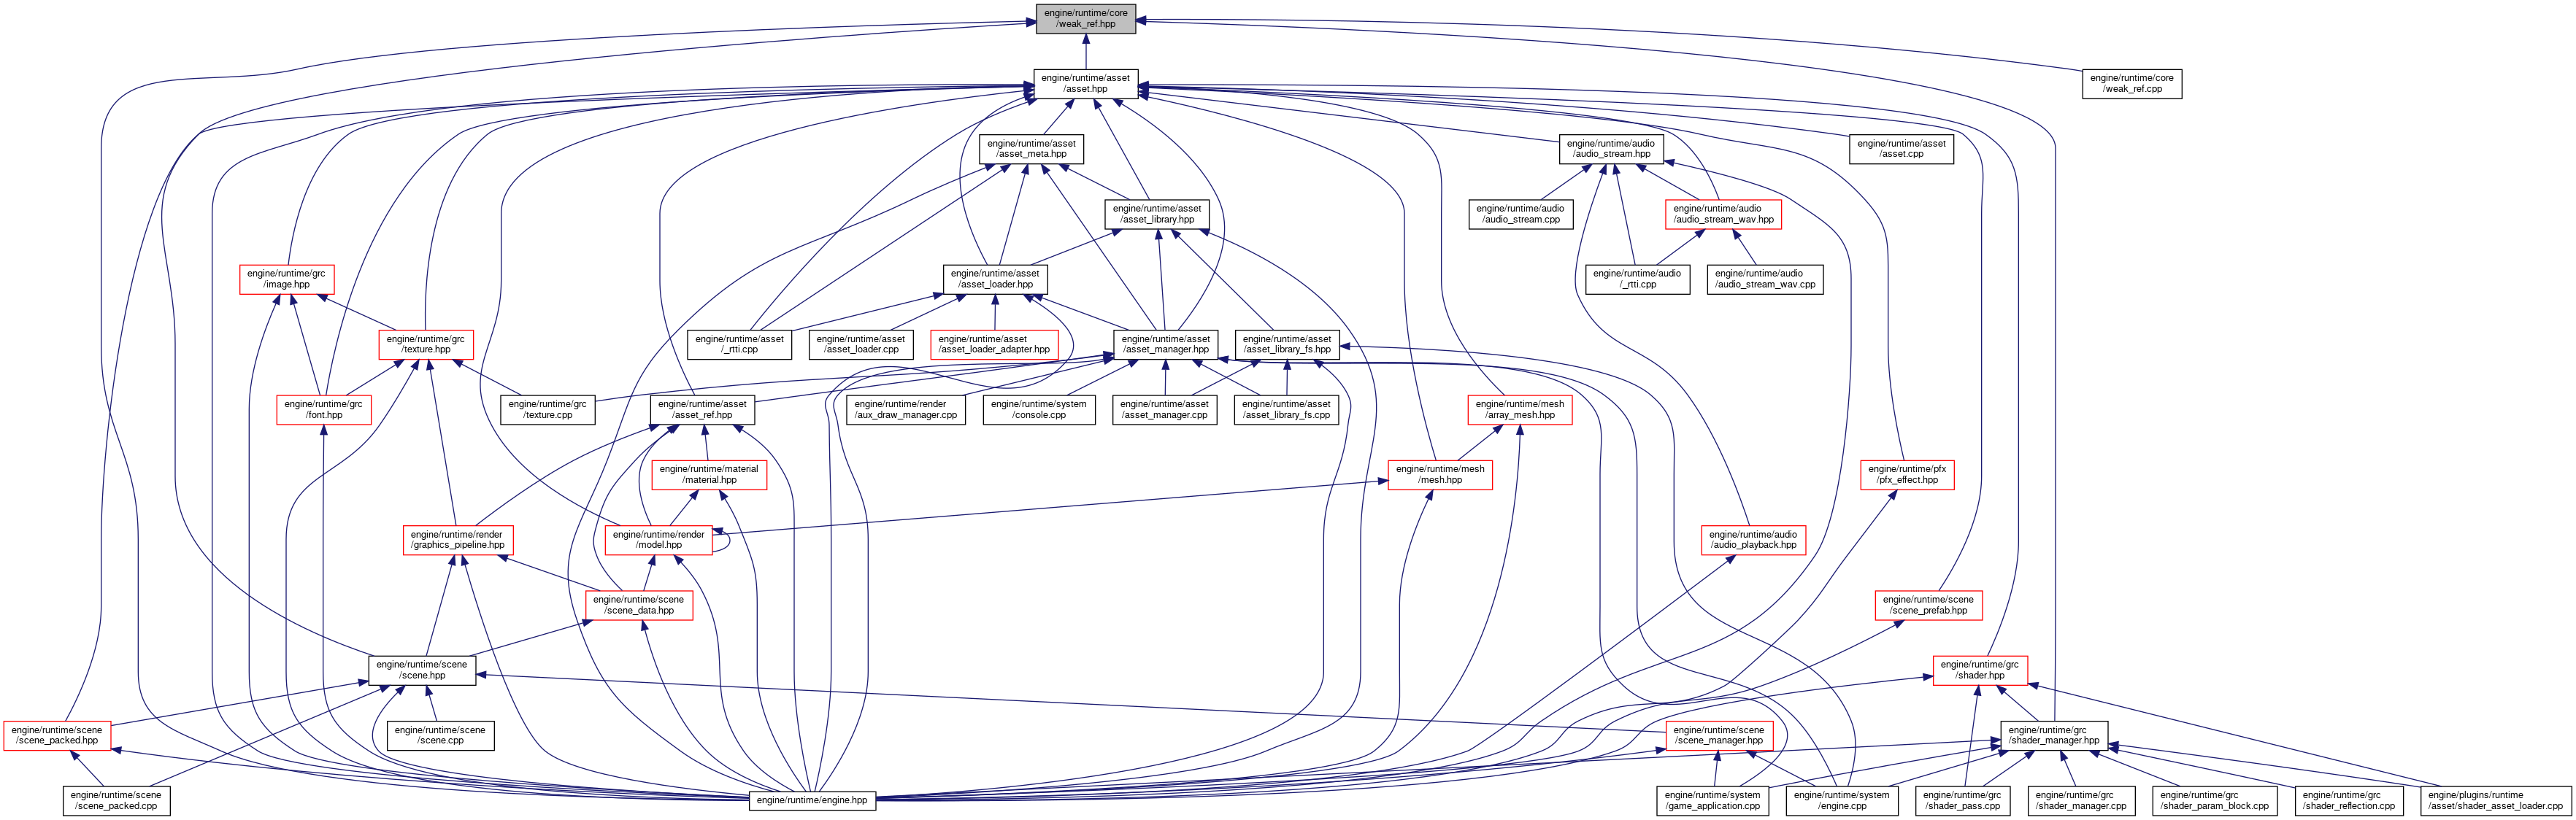 engine/runtime/core
/weak_ref.hpp
engine/runtime/asset
/asset.hpp
engine/runtime/core
/weak_ref.cpp
engine/runtime/asset
/asset_meta.hpp
engine/runtime/audio
/audio_stream.hpp
engine/runtime/asset
/asset.cpp
engine/runtime/asset
/asset_library.hpp
engine/runtime/audio
/audio_stream.cpp
engine/runtime/audio
/audio_stream_wav.hpp
engine/runtime/grc
/image.hpp
engine/runtime/asset
/asset_loader.hpp
engine/runtime/audio
/_rtti.cpp
engine/runtime/audio
/audio_stream_wav.cpp
engine/runtime/grc
/texture.hpp
engine/runtime/asset
/_rtti.cpp
engine/runtime/asset
/asset_loader.cpp
engine/runtime/asset
/asset_loader_adapter.hpp
engine/runtime/asset
/asset_manager.hpp
engine/runtime/asset
/asset_library_fs.hpp
engine/runtime/grc
/font.hpp
engine/runtime/grc
/texture.cpp
engine/runtime/asset
/asset_ref.hpp
engine/runtime/render
/aux_draw_manager.cpp
engine/runtime/system
/console.cpp
engine/runtime/asset
/asset_manager.cpp
engine/runtime/asset
/asset_library_fs.cpp
engine/runtime/mesh
/array_mesh.hpp
engine/runtime/material
/material.hpp
engine/runtime/mesh
/mesh.hpp
engine/runtime/pfx
/pfx_effect.hpp
engine/runtime/render
/graphics_pipeline.hpp
engine/runtime/render
/model.hpp
engine/runtime/audio
/audio_playback.hpp
engine/runtime/scene
/scene_data.hpp
engine/runtime/scene
/scene_prefab.hpp
engine/runtime/scene
/scene.hpp
engine/runtime/grc
/shader.hpp
engine/runtime/scene
/scene_packed.hpp
engine/runtime/scene
/scene.cpp
engine/runtime/scene
/scene_manager.hpp
engine/runtime/grc
/shader_manager.hpp
engine/runtime/scene
/scene_packed.cpp
engine/runtime/engine.hpp
engine/runtime/system
/game_application.cpp
engine/runtime/system
/engine.cpp
engine/runtime/grc
/shader_pass.cpp
engine/runtime/grc
/shader_manager.cpp
engine/runtime/grc
/shader_param_block.cpp
engine/runtime/grc
/shader_reflection.cpp
engine/plugins/runtime
/asset/shader_asset_loader.cpp